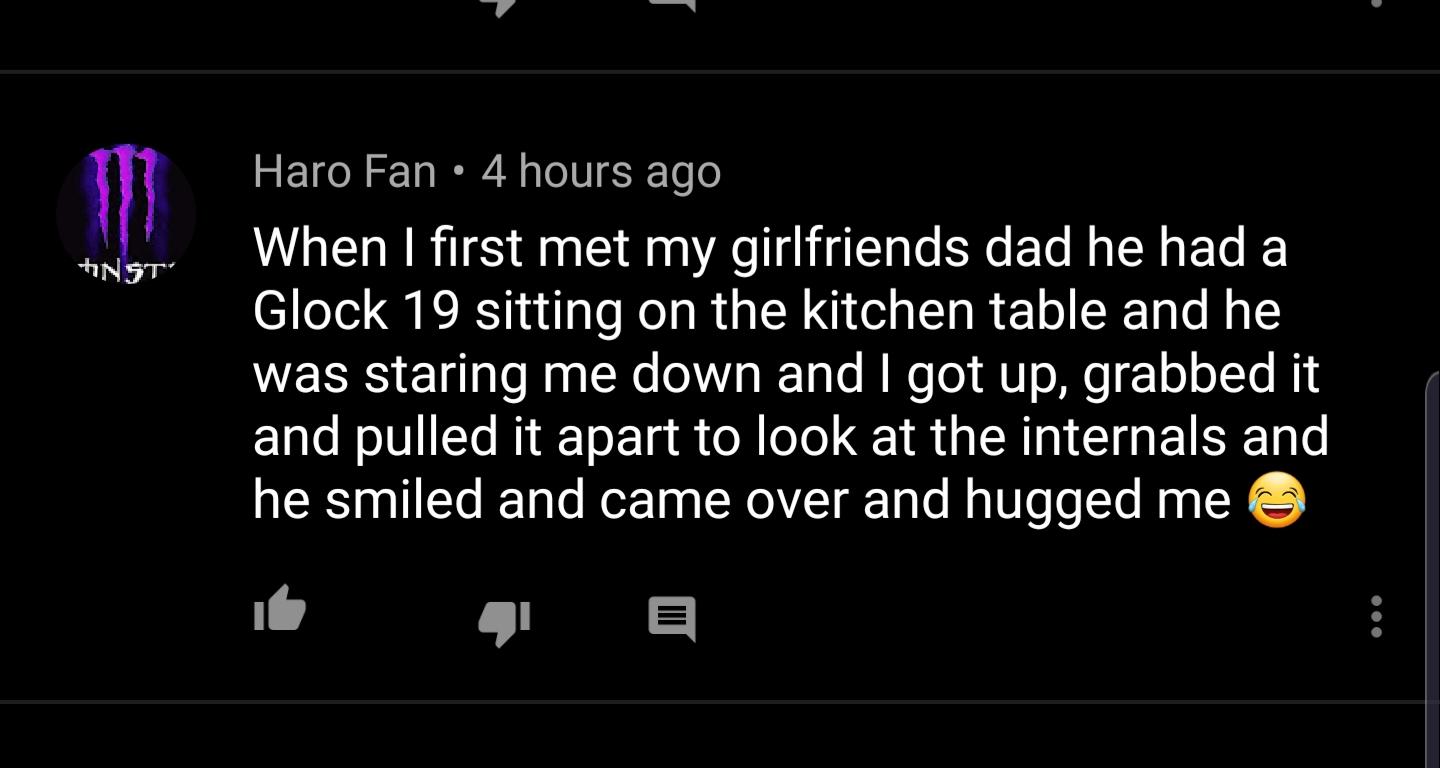 Haro Fan • 4 hours ago
When I first met my girlfriends dad he had a
Glock 19 sitting on the kitchen table and he
was staring me down and I got up, grabbed it
and pulled it apart to look at the internals and
he smiled and came over and hugged me 😂